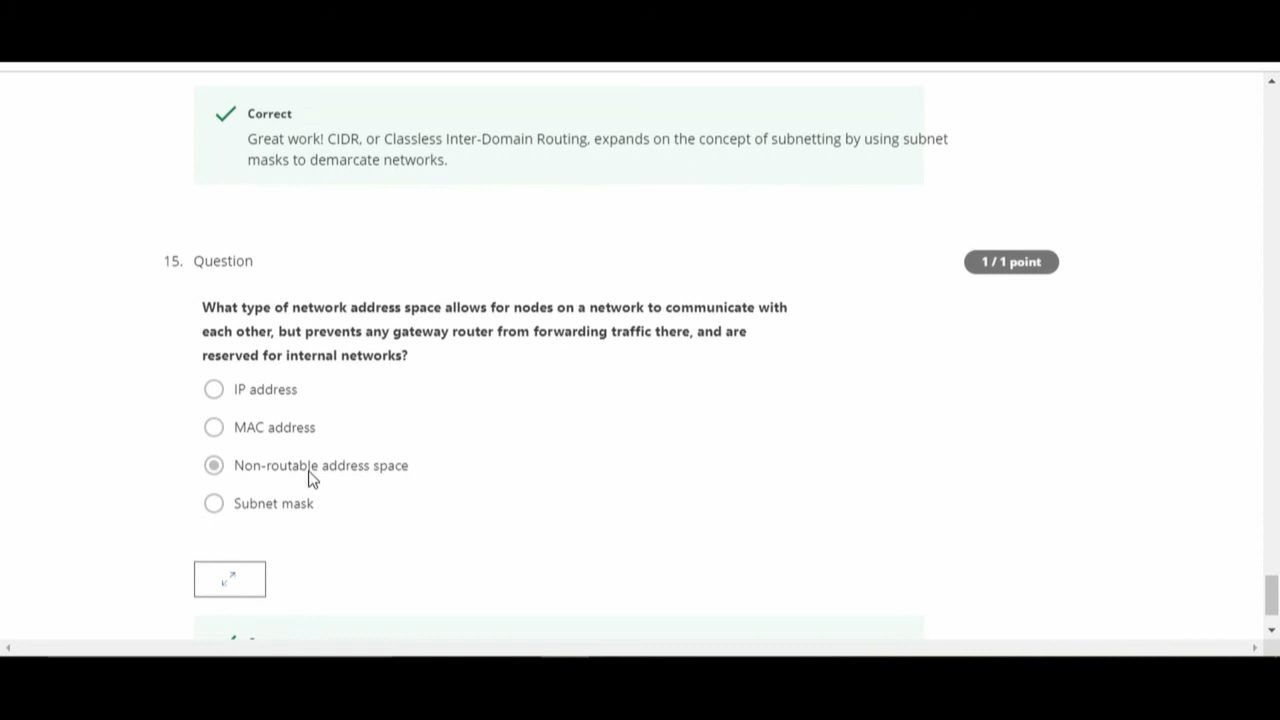 Correct
Great work! CIDR, or Classless Inter-Domain Routing, expands on the concept of subnetting by using subnet
masks to demarcate networks.
15. Question
1 / 1 point
What type of network address space allows for nodes on a network to communicate with
each other, but prevents any gateway router from forwarding traffic there, and are
reserved for internal networks?
IP address
MAC address
Non-routable address space
Subnet mask